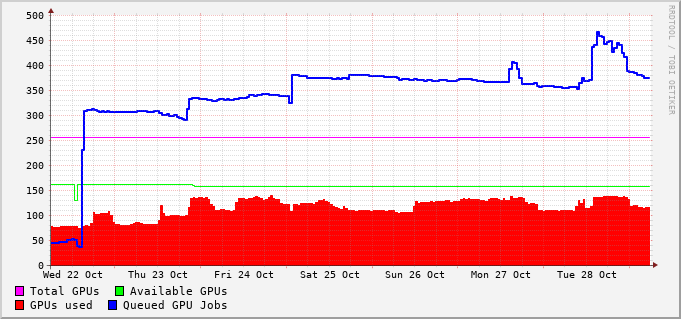 500
450
400
350
300
250
200
150
100
50
0
Wed 22 Oct Thu 23 Oct Fri 24 Oct Sat 25 Oct Sun 26 Oct Mon 27 Oct Tue 28 Oct
Total GPUs Available GPUs
GPUs used Queued GPU Jobs
RRDTOOL / TOBI OETIKER